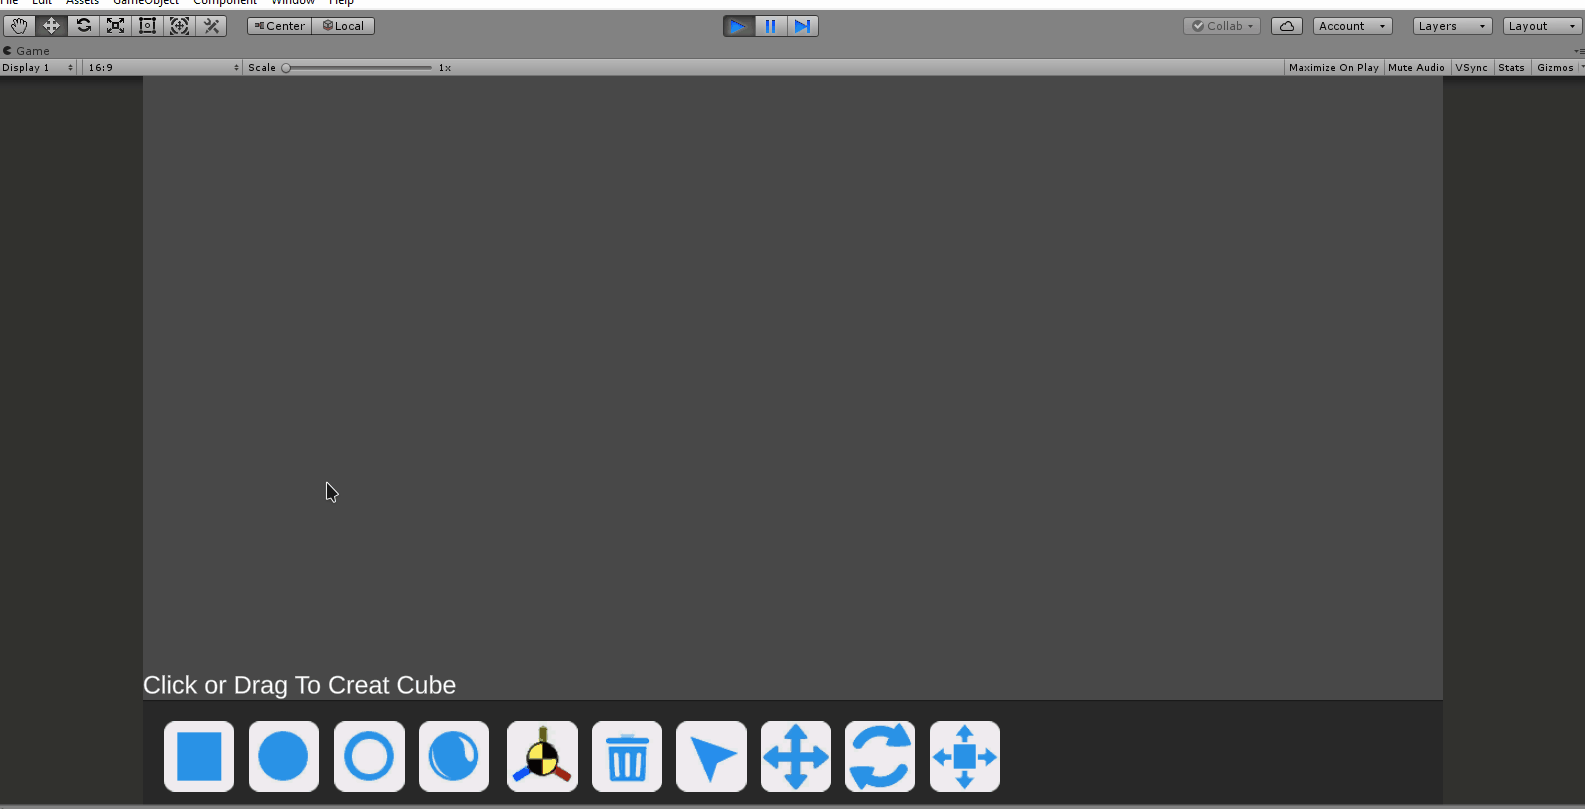 File Edit Assets GameObject Component Window Help
Center Local Collab Account Layers Layout
Game
Display 1 16:9 Scale 1x Maximize On Play Mute Audio VSync Stats Gizmos
Click or Drag To Creat Cube